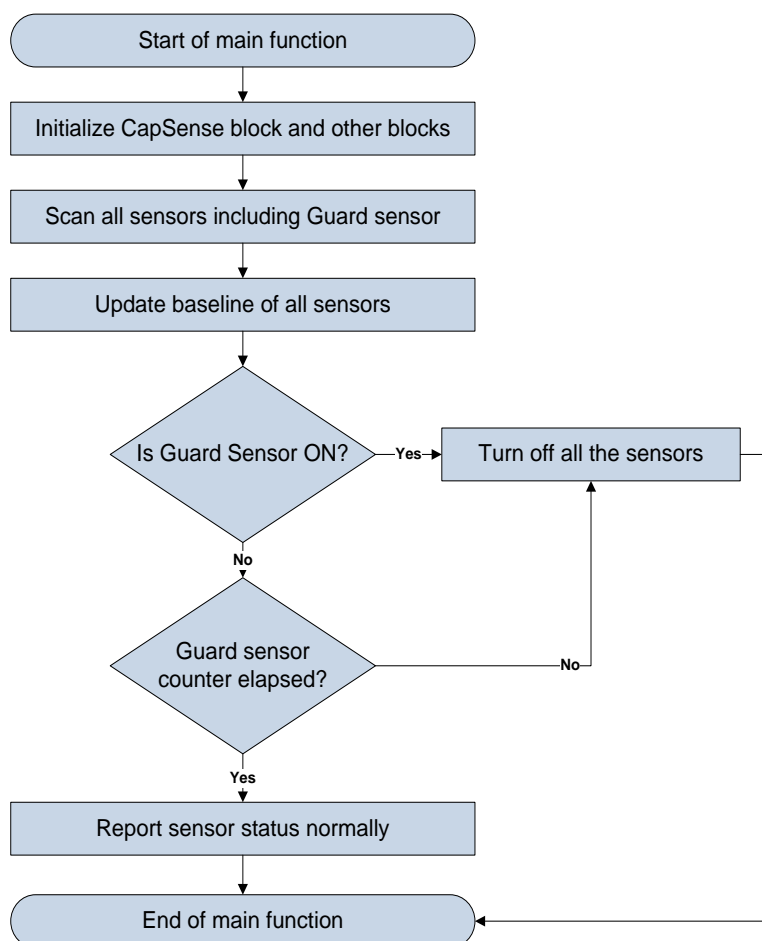 Start of main function
Initialize CapSense block and other blocks
Scan all sensors including Guard sensor
Update baseline of all sensors
Is Guard Sensor ON?
Yes
Turn off all the sensors
No
Guard sensor
counter elapsed?
No
Yes
Report sensor status normally
End of main function